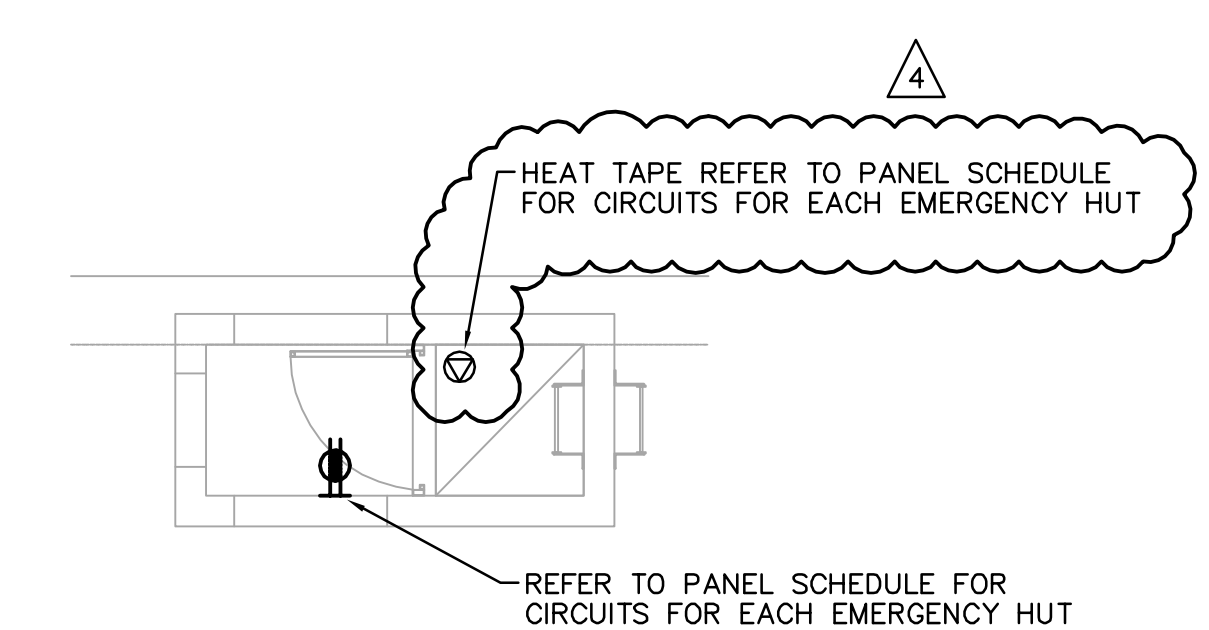 4
HEAT TAPE REFER TO PANEL SCHEDULE
FOR CIRCUITS FOR EACH EMERGENCY HUT
REFER TO PANEL SCHEDULE FOR
CIRCUITS FOR EACH EMERGENCY HUT